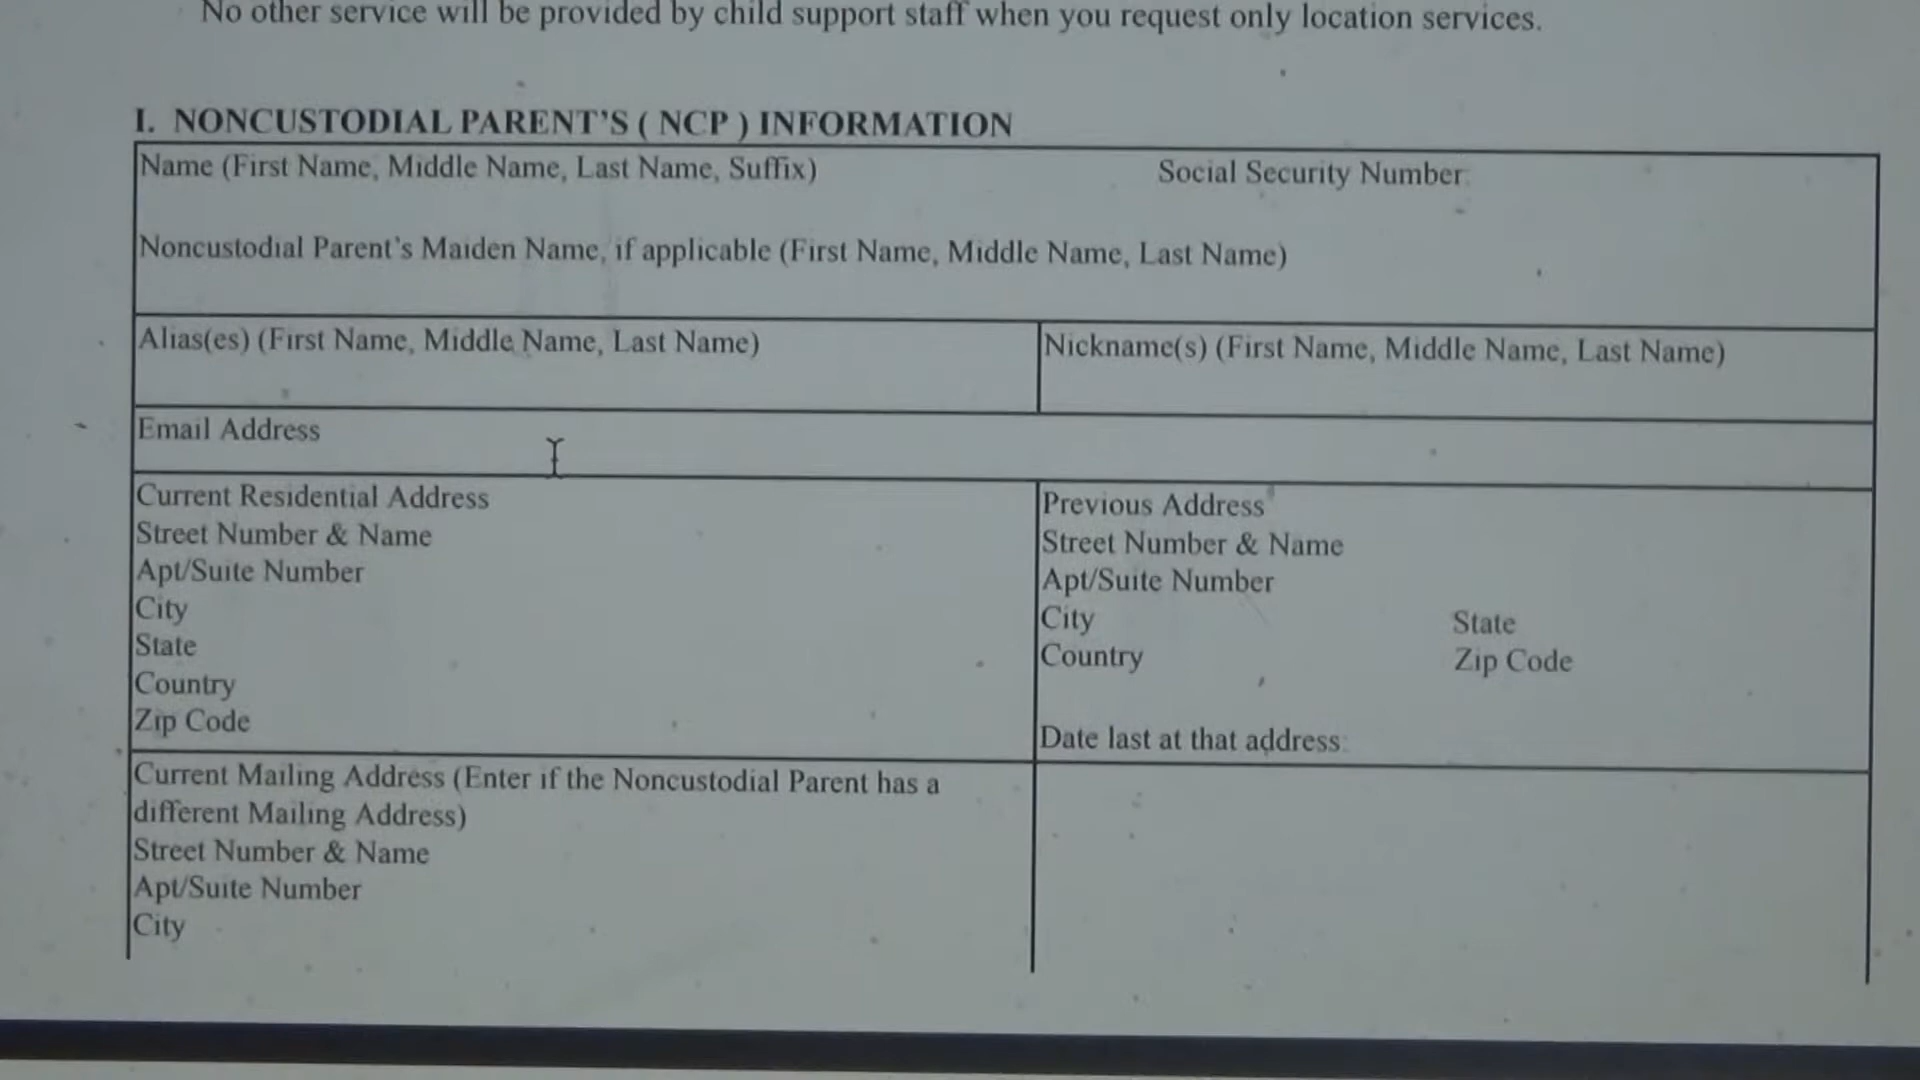 No other service will be provided by child support staff when you request only location services.
I. NONCUSTODIAL PARENT'S ( NCP ) INFORMATION
Name (First Name, Middle Name, Last Name, Suffix) Social Security Number
Noncustodial Parent's Maiden Name, if applicable (First Name, Middle Name, Last Name)
Alias(es) (First Name, Middle Name, Last Name) Nickname(s) (First Name, Middle Name, Last Name)
Email Address
Current Residential Address
Street Number & Name
Apt/Suite Number
City
State
Country
Zip Code
Previous Address
Street Number & Name
Apt/Suite Number
City State
Country Zip Code
Date last at that address:
Current Mailing Address (Enter if the Noncustodial Parent has a
different Mailing Address)
Street Number & Name
Apt/Suite Number
City